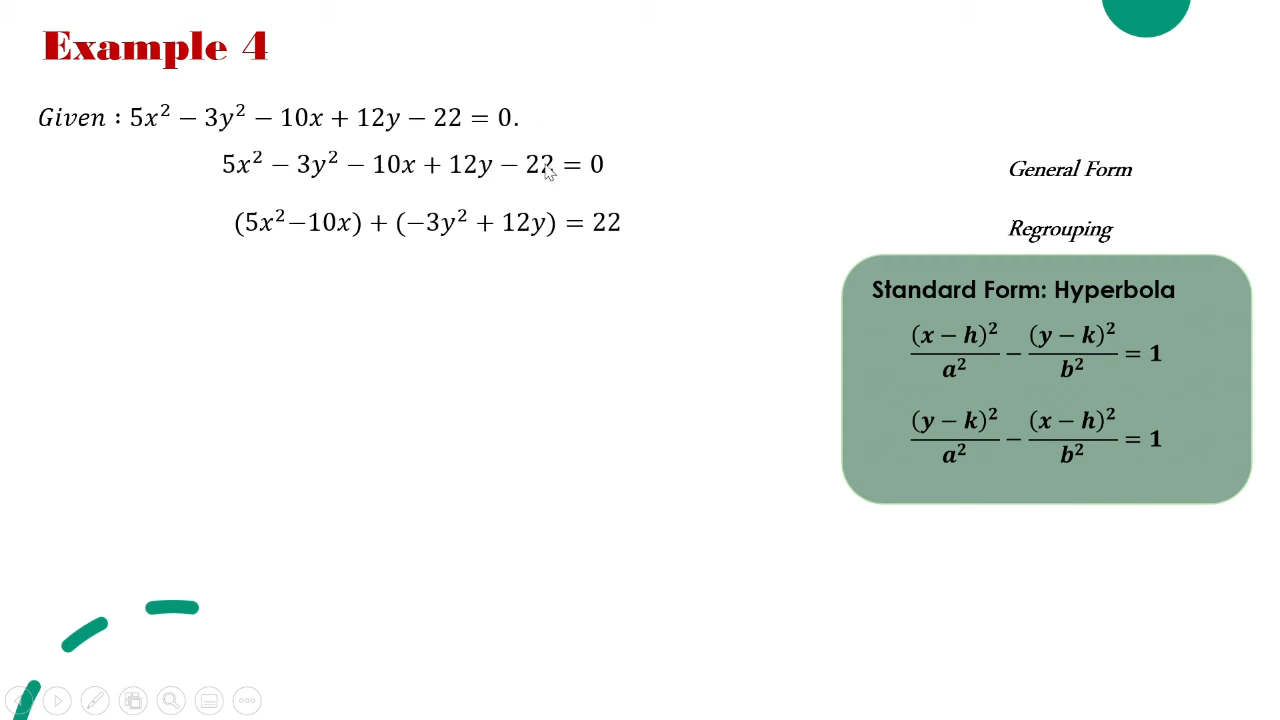 Example 4
Given : 5x² − 3y² − 10x + 12y − 22 = 0.
5x² − 3y² − 10x + 12y − 22 = 0
General Form
(5x²−10x) + (−3y² + 12y) = 22
Regrouping
Standard Form: Hyperbola
(x − h)²/a² − (y − k)²/b² = 1
(y − k)²/a² − (x − h)²/b² = 1